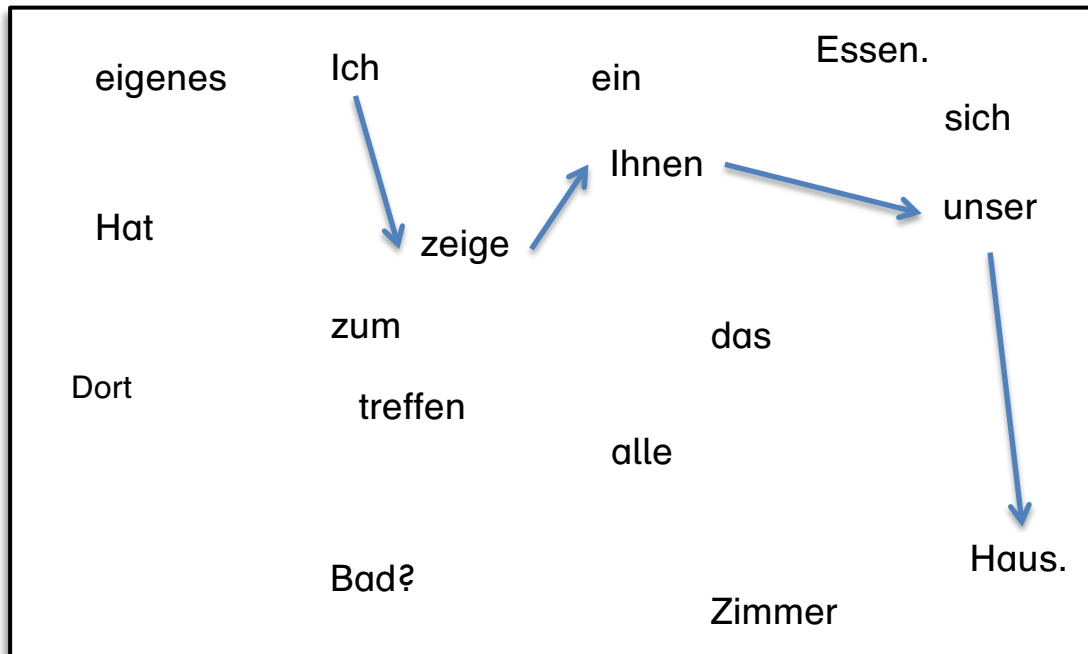 Essen.
eigenes Ich ein
sich
Ihnen
unser
Hat
zeige
zum das
Dort
treffen
alle
Haus.
Bad?
Zimmer